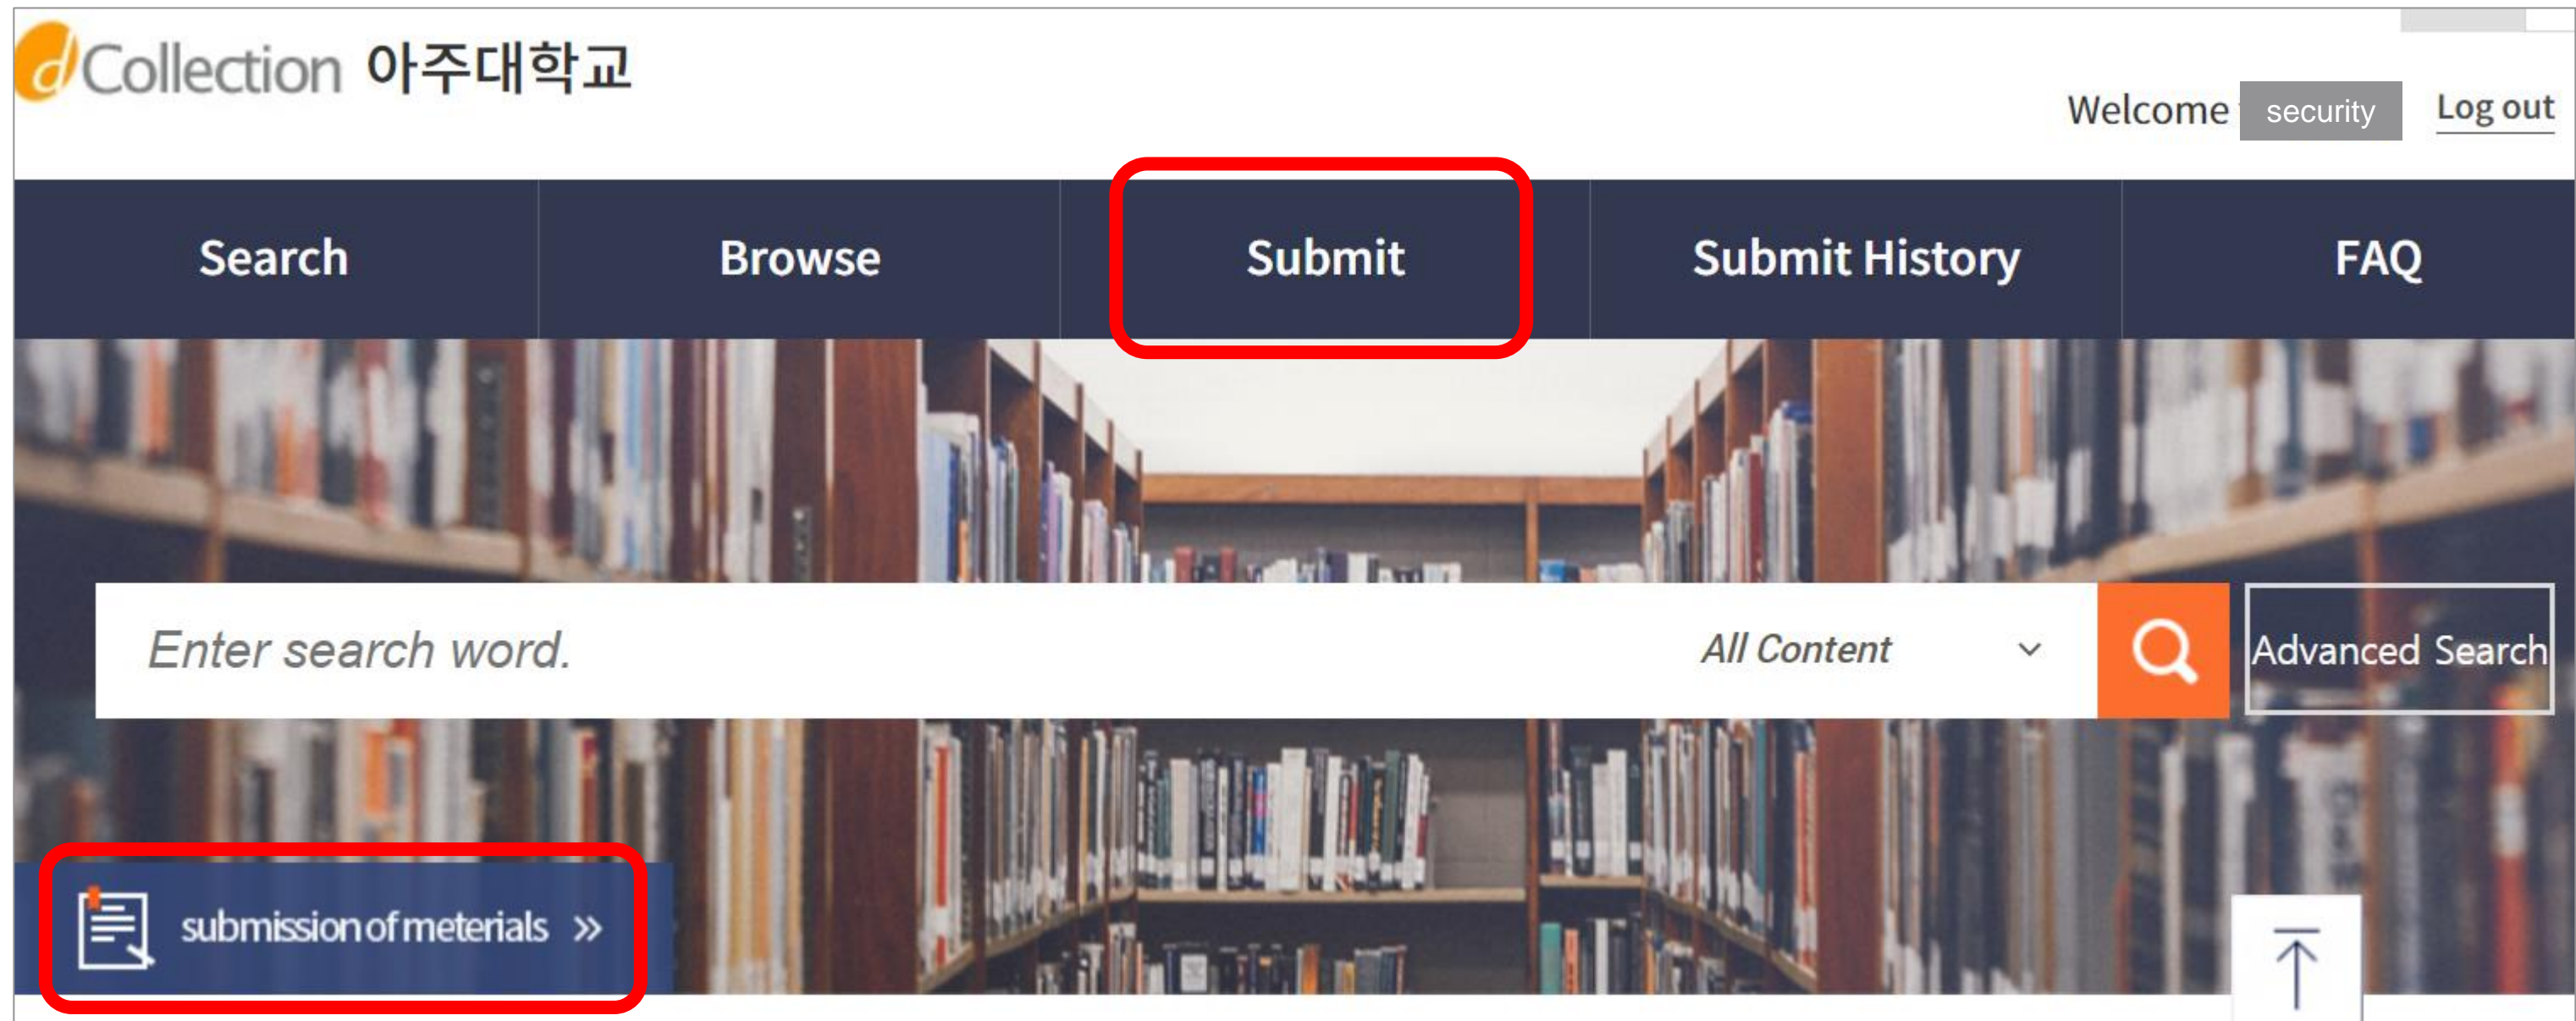 dCollection 아주대학교
Welcome security Log out
Search Browse Submit Submit History FAQ
Enter search word. All Content Advanced Search
submission of meterials »